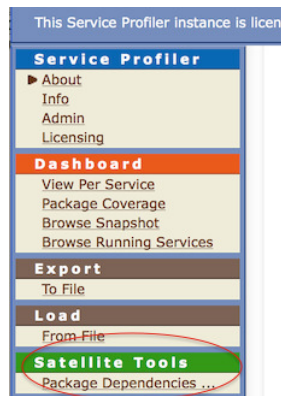 This Service Profiler instance is licen
Service Profiler
About
Info
Admin
Licensing
Dashboard
View Per Service
Package Coverage
Browse Snapshot
Browse Running Services
Export
To File
Load
From File
Satellite Tools
Package Dependencies ...